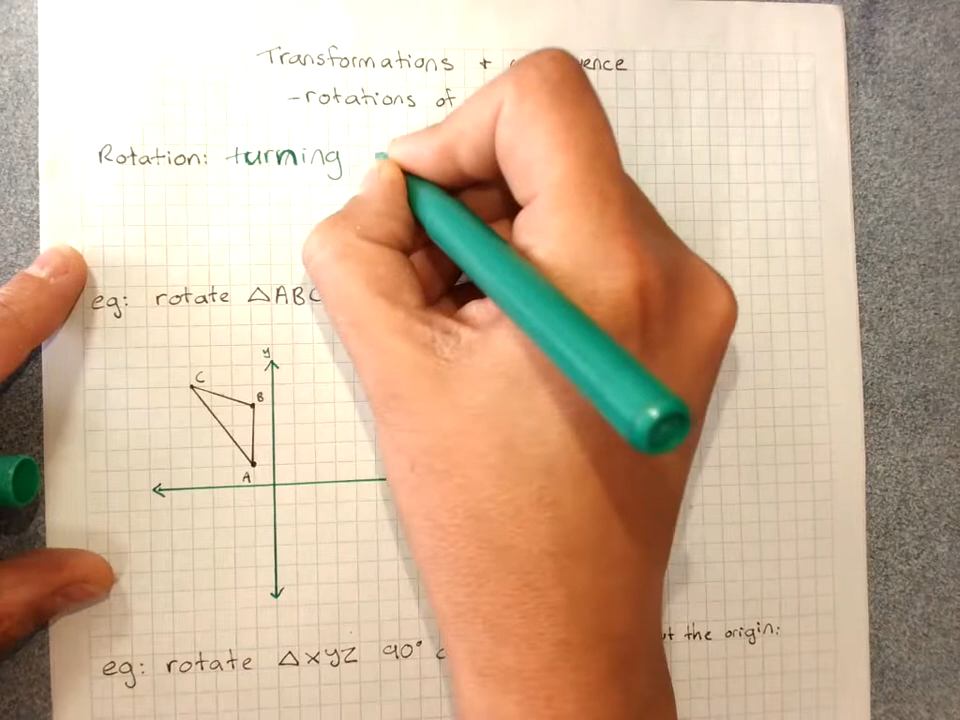 Transformations +
-rotations of
Rotation: turning
eg: rotate △ABC
y
C
B
A
eg: rotate △XYZ 90°
the origin: